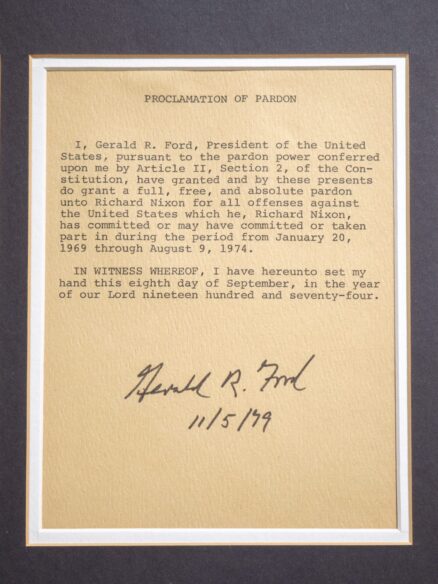 PROCLAMATION OF PARDON
I, Gerald R. Ford, President of the United
States, pursuant to the pardon power conferred
upon me by Article II, Section 2, of the Con-
stitution, have granted and by these presents
do grant a full, free, and absolute pardon
unto Richard Nixon for all offenses against
the United States which he, Richard Nixon,
has committed or may have committed or taken
part in during the period from January 20,
1969 through August 9, 1974.
IN WITNESS WHEREOF, I have hereunto set my
hand this eighth day of September, in the year
of our Lord nineteen hundred and seventy-four.
Gerald R. Ford
11/5/79